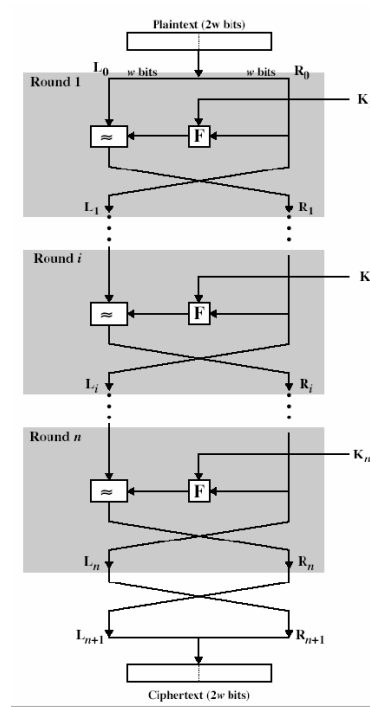 Plaintext (2w bits)
L0 w bits w bits R0
Round 1
K
≈ F
L1 R1
Round i
K
≈ F
Li Ri
Round n
Kn
≈ F
Ln Rn
Ln+1 Rn+1
Ciphertext (2w bits)